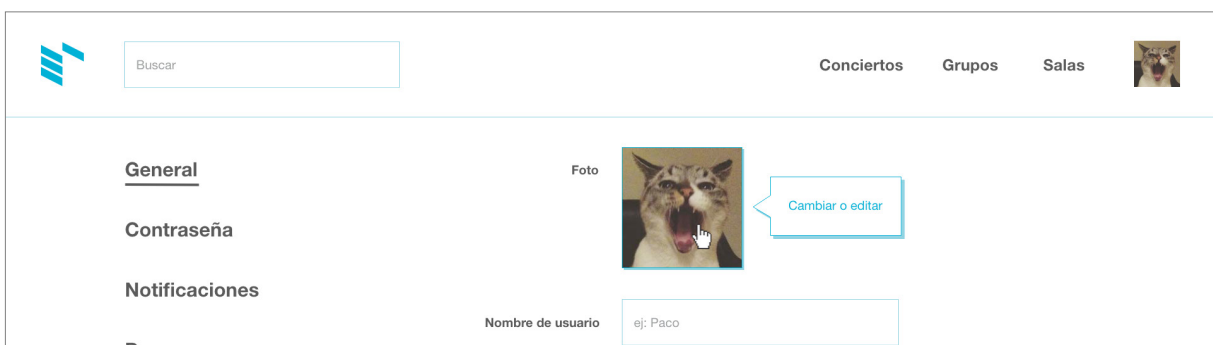 Buscar
Conciertos Grupos Salas
General
Foto
Cambiar o editar
Contraseña
Notificaciones
Nombre de usuario
ej: Paco